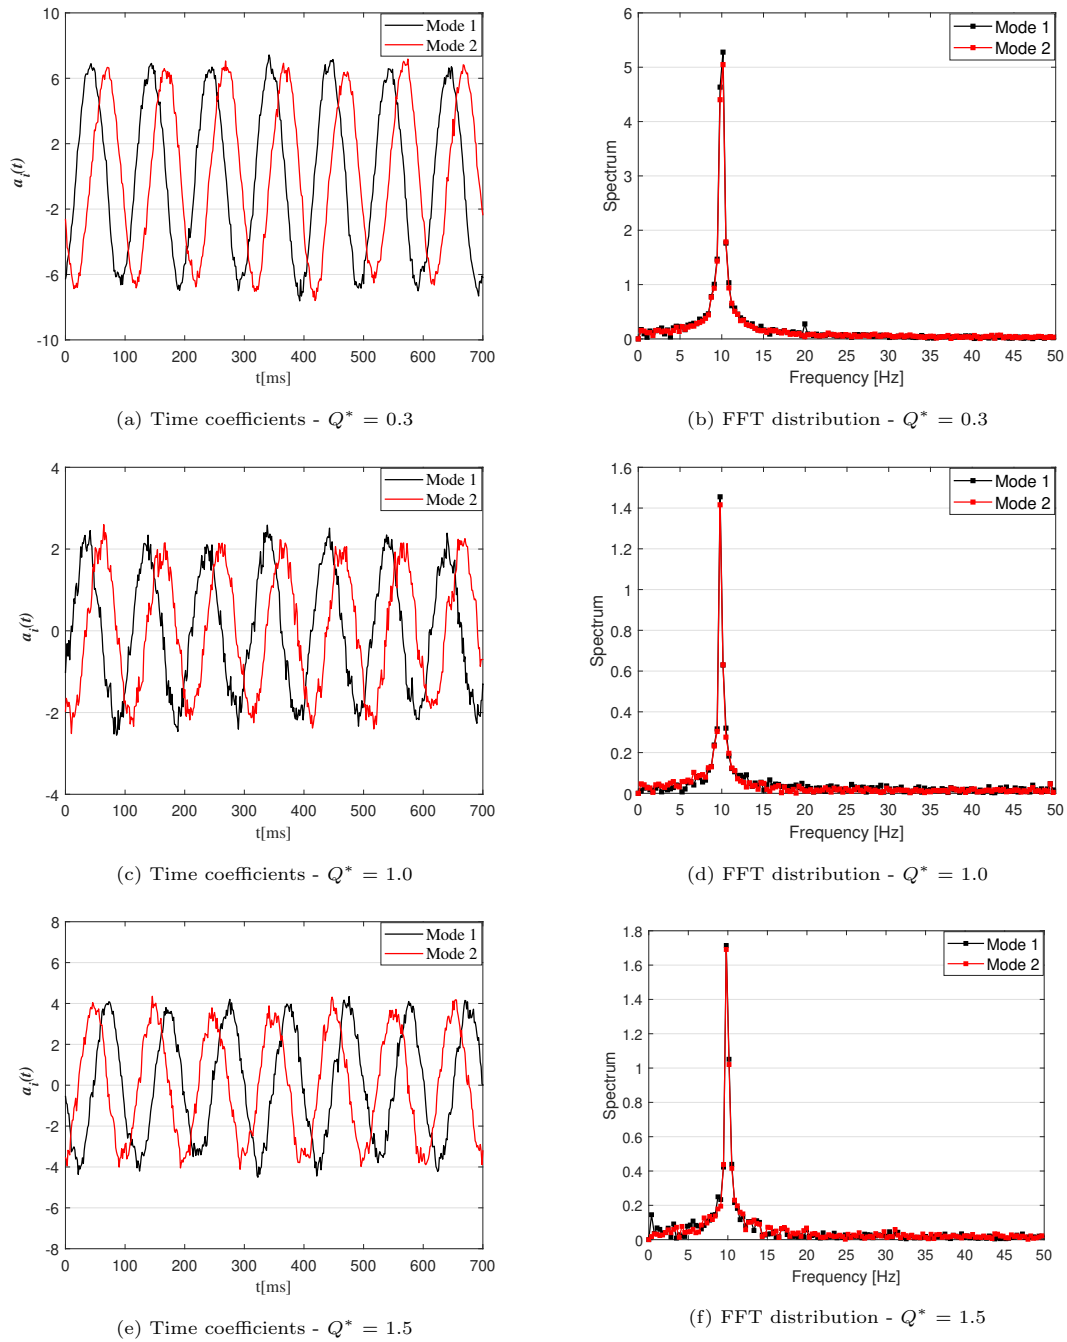 10
6
2
-2
-6
-10
a_i(t)
Mode 1
Mode 2
0 100 200 300 400 500 600 700
t[ms]
(a) Time coefficients - Q* = 0.3
6
5
4
3
2
1
0
Spectrum
Mode 1
Mode 2
0 5 10 15 20 25 30 35 40 45 50
Frequency [Hz]
(b) FFT distribution - Q* = 0.3
4
2
0
-2
-4
a_i(t)
Mode 1
Mode 2
0 100 200 300 400 500 600 700
t[ms]
(c) Time coefficients - Q* = 1.0
1.6
1.4
1.2
1
0.8
0.6
0.4
0.2
0
Spectrum
Mode 1
Mode 2
0 5 10 15 20 25 30 35 40 45 50
Frequency [Hz]
(d) FFT distribution - Q* = 1.0
8
6
4
2
0
-2
-4
-6
-8
a_i(t)
Mode 1
Mode 2
0 100 200 300 400 500 600 700
t[ms]
(e) Time coefficients - Q* = 1.5
1.8
1.6
1.4
1.2
1
0.8
0.6
0.4
0.2
0
Spectrum
Mode 1
Mode 2
0 5 10 15 20 25 30 35 40 45 50
Frequency [Hz]
(f) FFT distribution - Q* = 1.5